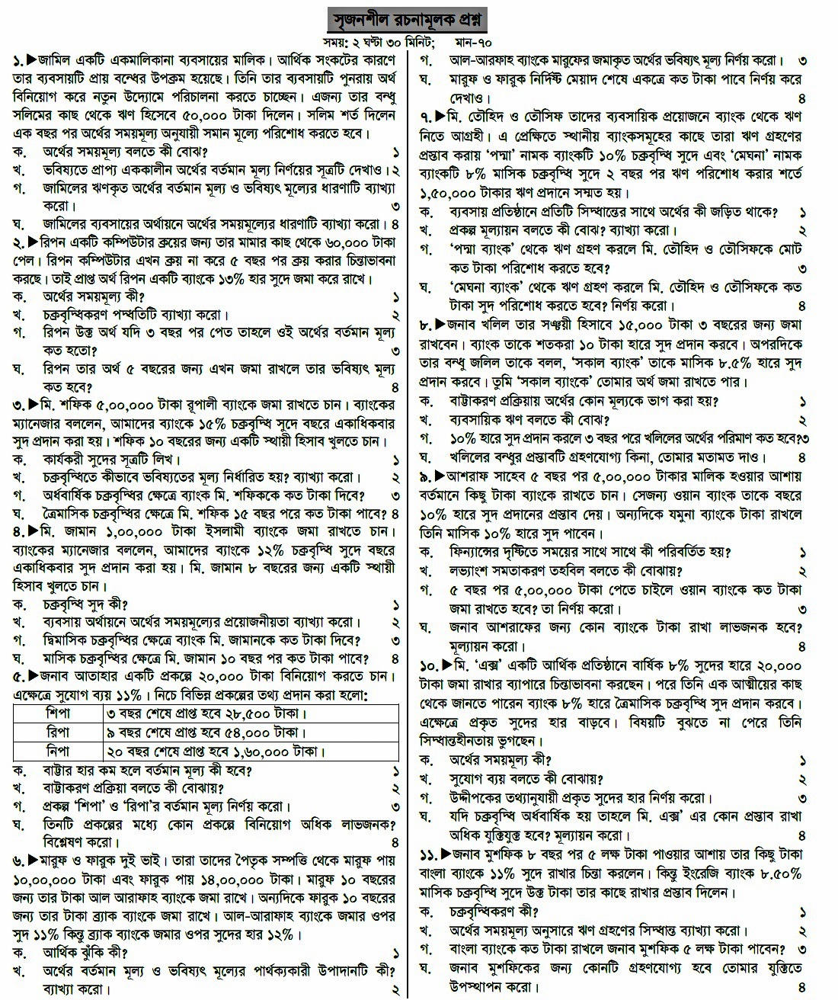 সৃজনশীল রচনামূলক প্রশ্ন
সময়: ২ ঘণ্টা ৩০ মিনিট; মান-৭০
১.▶জামিল একটি একমালিকানা ব্যবসায়ের মালিক। আর্থিক সংকটের কারণে
তার ব্যবসায়টি প্রায় বন্ধের উপক্রম হয়েছে। তিনি তার ব্যবসায়টি পুনরায় অর্থ
বিনিয়োগ করে নতুন উদ্যোমে পরিচালনা করতে চাচ্ছেন। এজন্য তার বন্ধু
সলিমের কাছ থেকে ঋণ হিসেবে ৫০,০০০ টাকা দিলেন। সলিম শর্ত দিলেন
এক বছর পর অর্থের সময়মূল্য অনুযায়ী সমান মূল্যে পরিশোধ করতে হবে।
ক. অর্থের সময়মূল্য বলতে কী বোঝ? ১
খ. ভবিষ্যতে প্রাপ্য এককালীন অর্থের বর্তমান মূল্য নির্ণয়ের সূত্রটি দেখাও। ২
গ. জামিলের ঋণকৃত অর্থের বর্তমান মূল্য ও ভবিষ্যৎ মূল্যের ধারণাটি ব্যাখ্যা
করো। ৩
ঘ. জামিলের ব্যবসায়ের অর্থায়নে অর্থের সময়মূল্যের ধারণাটি ব্যাখ্যা করো। ৪
২.▶রিপন একটি কম্পিউটার ক্রয়ের জন্য তার মামার কাছ থেকে ৬০,০০০ টাকা
পেল। রিপন কম্পিউটার এখন ক্রয় না করে ৫ বছর পর ক্রয় করার চিন্তাভাবনা
করছে। তাই প্রাপ্ত অর্থ রিপন একটি ব্যাংকে ১৩% হার সুদে জমা করে রাখে।
ক. অর্থের সময়মূল্য কী? ১
খ. চক্রবৃদ্ধিকরণ পদ্ধতিটি ব্যাখ্যা করো। ২
গ. রিপন উক্ত অর্থ যদি ৩ বছর পর পেত তাহলে ওই অর্থের বর্তমান মূল্য
কত হতো? ৩
ঘ. রিপন তার অর্থ ৫ বছরের জন্য এখন জমা রাখলে তার ভবিষ্যৎ মূল্য
কত হবে? ৪
৩.▶মি. শফিক ৫,০০,০০০ টাকা রূপালী ব্যাংকে জমা রাখতে চান। ব্যাংকের
ম্যানেজার বললেন, আমাদের ব্যাংকে ১৫% চক্রবৃদ্ধি সুদে বছরে একাধিকবার
সুদ প্রদান করা হয়। শফিক ১০ বছরের জন্য একটি স্থায়ী হিসাব খুলতে চান।
ক. কার্যকরী সুদের সূত্রটি লিখ। ১
খ. চক্রবৃদ্ধিতে কীভাবে ভবিষ্যতের মূল্য নির্ধারিত হয়? ব্যাখ্যা করো। ২
গ. অর্ধবার্ষিক চক্রবৃদ্ধির ক্ষেত্রে ব্যাংক মি. শফিককে কত টাকা দিবে? ৩
ঘ. ত্রৈমাসিক চক্রবৃদ্ধির ক্ষেত্রে মি. শফিক ১৫ বছর পরে কত টাকা পাবে? ৪
৪.▶মি. জামান ১,০০,০০০ টাকা ইসলামী ব্যাংকে জমা রাখতে চান।
ব্যাংকের ম্যানেজার বললেন, আমাদের ব্যাংকে ১২% চক্রবৃদ্ধি সুদে বছরে
একাধিকবার সুদ প্রদান করা হয়। মি. জামান ৮ বছরের জন্য একটি স্থায়ী
হিসাব খুলতে চান।
ক. চক্রবৃদ্ধি সুদ কী? ১
খ. ব্যবসায় অর্থায়নে অর্থের সময়মূল্যের প্রয়োজনীয়তা ব্যাখ্যা করো। ২
গ. দ্বিমাসিক চক্রবৃদ্ধির ক্ষেত্রে ব্যাংক মি. জামানকে কত টাকা দিবে? ৩
ঘ. মাসিক চক্রবৃদ্ধির ক্ষেত্রে মি. জামান ১০ বছর পর কত টাকা পাবে? ৪
৫.▶জনাব আতাহার একটি প্রকল্পে ২০,০০০ টাকা বিনিয়োগ করতে চান।
এক্ষেত্রে সুযোগ ব্যয় ১১%। নিচে বিভিন্ন প্রকল্পের তথ্য প্রদান করা হলো:
শিপা ৩ বছর শেষে প্রাপ্ত হবে ২৮,৫০০ টাকা।
রিপা ৯ বছর শেষে প্রাপ্ত হবে ৫৪,০০০ টাকা।
নিপা ২০ বছর শেষে প্রাপ্ত হবে ১,৬০,০০০ টাকা।
ক. বাট্টার হার কম হলে বর্তমান মূল্য কী হবে? ১
খ. বাট্টাকরণ প্রক্রিয়া বলতে কী বোঝায়? ২
গ. প্রকল্প ‘শিপা’ ও ‘রিপা’র বর্তমান মূল্য নির্ণয় করো। ৩
ঘ. তিনটি প্রকল্পের মধ্যে কোন প্রকল্পে বিনিয়োগ অধিক লাভজনক?
বিশ্লেষণ করো। ৪
৬.▶মারুফ ও ফারুক দুই ভাই। তারা তাদের পৈতৃক সম্পত্তি থেকে মারুফ পায়
১০,০০,০০০ টাকা এবং ফারুক পায় ১৪,০০,০০০ টাকা। মারুফ ১০ বছরের
জন্য তার টাকা আল আরাফাহ ব্যাংকে জমা রাখে। অন্যদিকে ফারুক ১০ বছরের
জন্য তার টাকা ব্র্যাক ব্যাংকে জমা রাখে। আল-আরাফাহ ব্যাংকে জমার ওপর
সুদ ১১% কিন্তু ব্র্যাক ব্যাংকে জমার ওপর সুদের হার ১২%।
ক. আর্থিক ঝুঁকি কী? ১
খ. অর্থের বর্তমান মূল্য ও ভবিষ্যৎ মূল্যের পার্থক্যকারী উপাদানটি কী?
ব্যাখ্যা করো। ২
গ. আল-আরফাহ ব্যাংকে মারুফের জমাকৃত অর্থের ভবিষ্যৎ মূল্য নির্ণয় করো। ৩
ঘ. মারুফ ও ফারুক নির্দিষ্ট মেয়াদ শেষে একত্রে কত টাকা পাবে নির্ণয় করে
দেখাও। ৪
৭.▶মি. তৌহিদ ও তৌসিফ তাদের ব্যবসায়িক প্রয়োজনে ব্যাংক থেকে ঋণ
নিতে আগ্রহী। এ প্রেক্ষিতে স্থানীয় ব্যাংকসমূহের কাছে তারা ঋণ গ্রহণের
প্রস্তাব করায় ‘পদ্মা’ নামক ব্যাংকটি ১০% চক্রবৃদ্ধি সুদে এবং ‘মেঘনা’ নামক
ব্যাংকটি ৮% মাসিক চক্রবৃদ্ধি সুদে ২ বছর পর ঋণ পরিশোধ করার শর্তে
১,৫০,০০০ টাকার ঋণ প্রদানে সম্মত হয়।
ক. ব্যবসায় প্রতিষ্ঠানে প্রতিটি সিদ্ধান্তের সাথে অর্থের কী জড়িত থাকে? ১
খ. প্রকল্প মূল্যায়ন বলতে কী বোঝ? ব্যাখ্যা করো। ২
গ. ‘পদ্মা ব্যাংক’ থেকে ঋণ গ্রহণ করলে মি. তৌহিদ ও তৌসিফকে মোট
কত টাকা পরিশোধ করতে হবে? ৩
ঘ. ‘মেঘনা ব্যাংক’ থেকে ঋণ গ্রহণ করলে মি. তৌহিদ ও তৌসিফকে কত
টাকা সুদ পরিশোধ করতে হবে? নির্ণয় করো। ৪
৮.▶জনাব খলিল তার সঞ্চয়ী হিসাবে ১৫,০০০ টাকা ৩ বছরের জন্য জমা
রাখবেন। ব্যাংক তাকে শতকরা ১০ টাকা হারে সুদ প্রদান করবে। অপরদিকে
তার বন্ধু জলিল তাকে বলল, ‘সকাল ব্যাংক’ তাকে মাসিক ৮.৫% হারে সুদ
প্রদান করবে। তুমি ‘সকাল ব্যাংকে’ তোমার অর্থ জমা রাখতে পার।
ক. বাট্টাকরণ প্রক্রিয়ায় অর্থের কোন মূল্যকে ভাগ করা হয়? ১
খ. ব্যবসায়িক ঋণ বলতে কী বোঝ? ২
গ. ১০% হারে সুদ প্রদান করলে ৩ বছর পরে খলিলের অর্থের পরিমাণ কত হবে? ৩
ঘ. খলিলের বন্ধুর প্রস্তাবটি গ্রহণযোগ্য কিনা, তোমার মতামত দাও। ৪
৯.▶আশরাফ সাহেব ৫ বছর পর ৫,০০,০০০ টাকার মালিক হওয়ার আশায়
বর্তমানে কিছু টাকা ব্যাংকে রাখতে চান। সেজন্য ওয়ান ব্যাংক তাকে বছরে
১০% হারে সুদ প্রদানের প্রস্তাব দেয়। অন্যদিকে যমুনা ব্যাংকে টাকা রাখলে
তিনি মাসিক ১০% হারে সুদ পাবেন।
ক. ফিন্যান্সের দৃষ্টিতে সময়ের সাথে সাথে কী পরিবর্তিত হয়? ১
খ. লভ্যাংশ সমতাকরণ তহবিল বলতে কী বোঝায়? ২
গ. ৫ বছর পর ৫,০০,০০০ টাকা পেতে চাইলে ওয়ান ব্যাংকে কত টাকা
জমা রাখতে হবে? তা নির্ণয় করো। ৩
ঘ. জনাব আশরাফের জন্য কোন ব্যাংকে টাকা রাখা লাভজনক হবে?
মূল্যায়ন করো। ৪
১০.▶মি. ‘এক্স’ একটি আর্থিক প্রতিষ্ঠানে বার্ষিক ৮% সুদের হারে ২০,০০০
টাকা জমা রাখার ব্যাপারে চিন্তাভাবনা করছেন। পরে তিনি এক আত্মীয়ের কাছ
থেকে জানতে পারেন ব্যাংক ৮% হারে ত্রৈমাসিক চক্রবৃদ্ধি সুদ প্রদান করবে।
এক্ষেত্রে প্রকৃত সুদের হার বাড়বে। বিষয়টি বুঝতে না পেরে তিনি
সিদ্ধান্তহীনতায় ভুগছেন।
ক. অর্থের সময়মূল্য কী? ১
খ. সুযোগ ব্যয় বলতে কী বোঝায়? ২
গ. উদ্দীপকের তথ্যানুযায়ী প্রকৃত সুদের হার নির্ণয় করো। ৩
ঘ. যদি চক্রবৃদ্ধি অর্ধবার্ষিক হয় তাহলে মি. এক্স’ এর কোন প্রস্তাব রাখা
অধিক যুক্তিযুক্ত হবে? মূল্যায়ন করো। ৪
১১.▶জনাব মুশফিক ৮ বছর পর ৫ লক্ষ টাকা পাওয়ার আশায় তার কিছু টাকা
বাংলা ব্যাংকে ১১% সুদে রাখার চিন্তা করলেন। কিন্তু ইংরেজি ব্যাংক ৮.৫০%
মাসিক চক্রবৃদ্ধি সুদে উক্ত টাকা তার কাছে রাখার প্রস্তাব দিলেন।
ক. চক্রবৃদ্ধিকরণ কী? ১
খ. অর্থের সময়মূল্য অনুসারে ঋণ গ্রহণের সিদ্ধান্ত ব্যাখ্যা করো। ২
গ. বাংলা ব্যাংকে কত টাকা রাখলে জনাব মুশফিক ৫ লক্ষ টাকা পাবেন? ৩
ঘ. জনাব মুশফিকের জন্য কোনটি গ্রহণযোগ্য হবে তোমার যুক্তিতে
উপস্থাপন করো। ৪